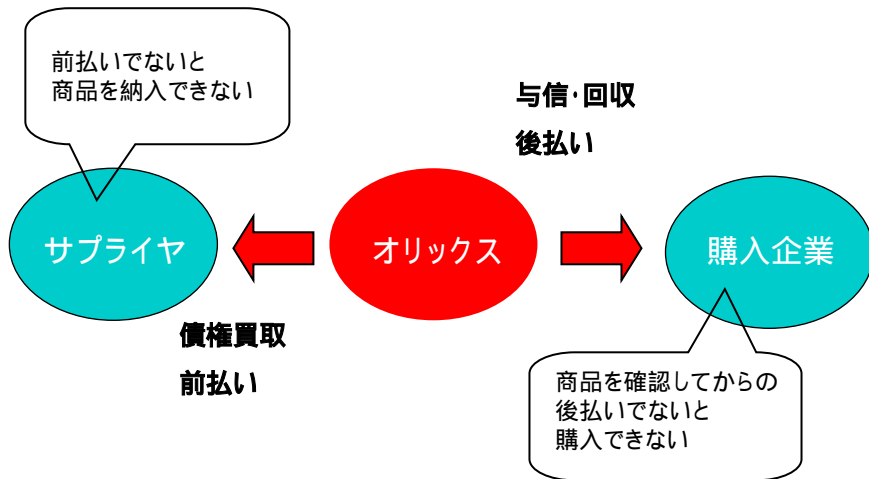 前払いでないと
商品を納入できない
与信･回収
後払い
サプライヤ
オリックス
購入企業
債権買取
前払い
商品を確認してからの
後払いでないと
購入できない